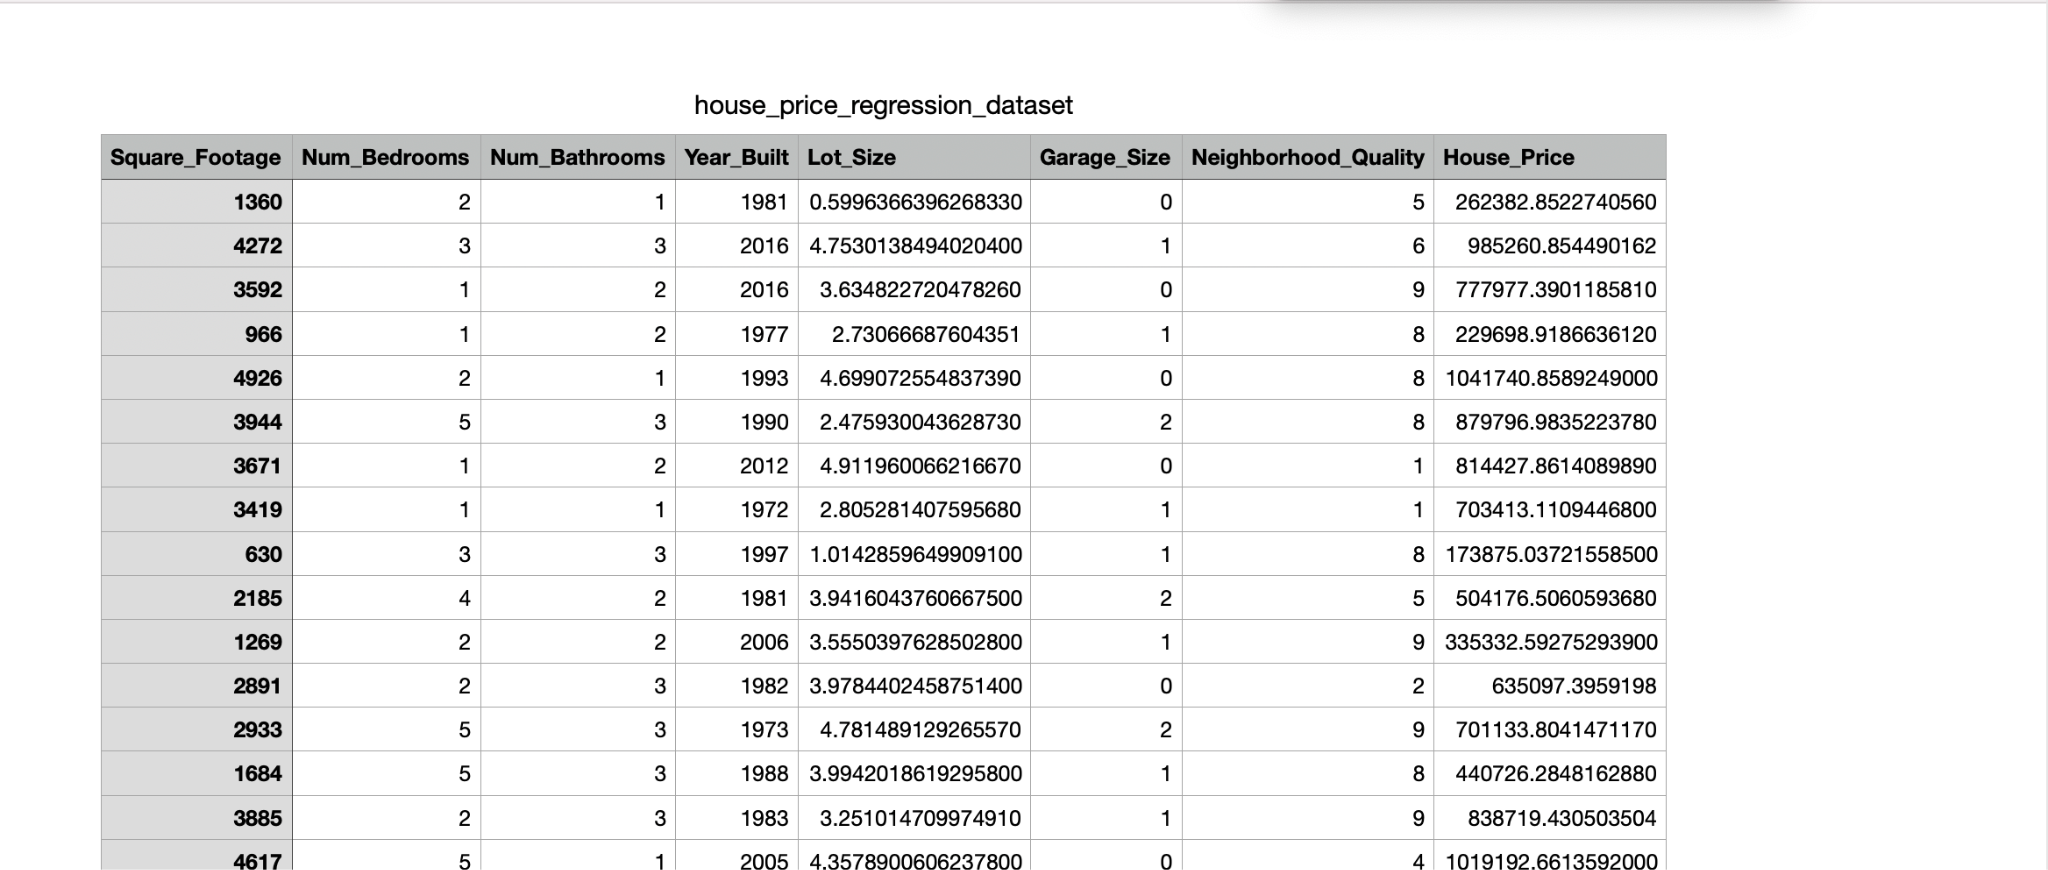 house_price_regression_dataset
Square_Footage Num_Bedrooms Num_Bathrooms Year_Built Lot_Size Garage_Size Neighborhood_Quality House_Price
1360 2 1 1981 0.5996366396268330 0 5 262382.8522740560
4272 3 3 2016 4.7530138494020400 1 6 985260.854490162
3592 1 2 2016 3.634822720478260 0 9 777977.3901185810
966 1 2 1977 2.73066687604351 1 8 229698.9186636120
4926 2 1 1993 4.699072554837390 0 8 1041740.8589249000
3944 5 3 1990 2.475930043628730 2 8 879796.9835223780
3671 1 2 2012 4.911960066216670 0 1 814427.8614089890
3419 1 1 1972 2.805281407595680 1 1 703413.1109446800
630 3 3 1997 1.0142859649909100 1 8 173875.03721558500
2185 4 2 1981 3.9416043760667500 2 5 504176.5060593680
1269 2 2 2006 3.5550397628502800 1 9 335332.59275293900
2891 2 3 1982 3.9784402458751400 0 2 635097.3959198
2933 5 3 1973 4.781489129265570 2 9 701133.8041471170
1684 5 3 1988 3.9942018619295800 1 8 440726.2848162880
3885 2 3 1983 3.251014709974910 1 9 838719.430503504
4617 5 1 2005 4.3578900606237800 0 4 1019192.6613592000